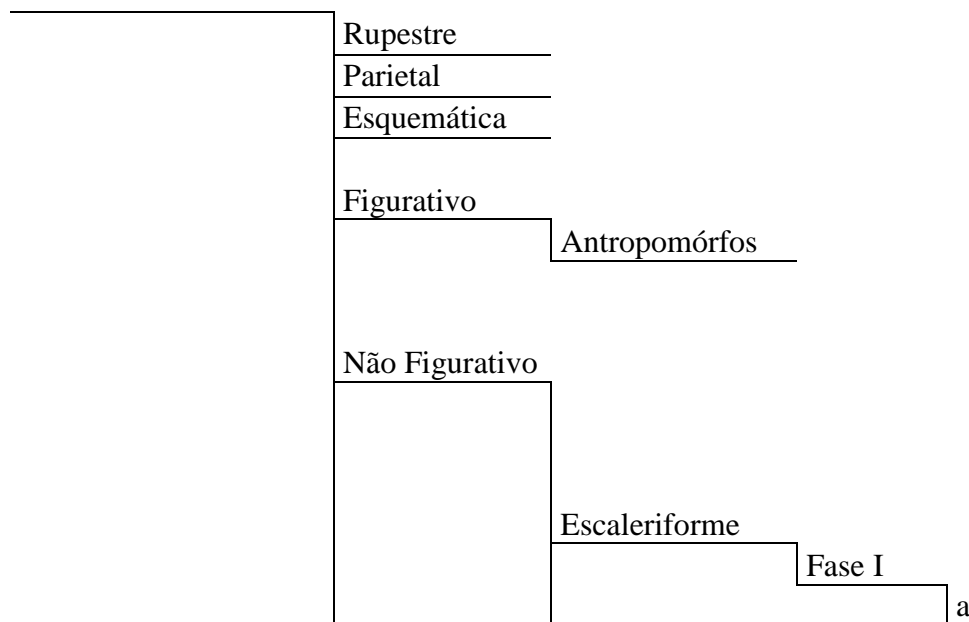 Rupestre
Parietal
Esquemática
Figurativo
Antropomórfos
Não Figurativo
Escaleriforme
Fase I
a